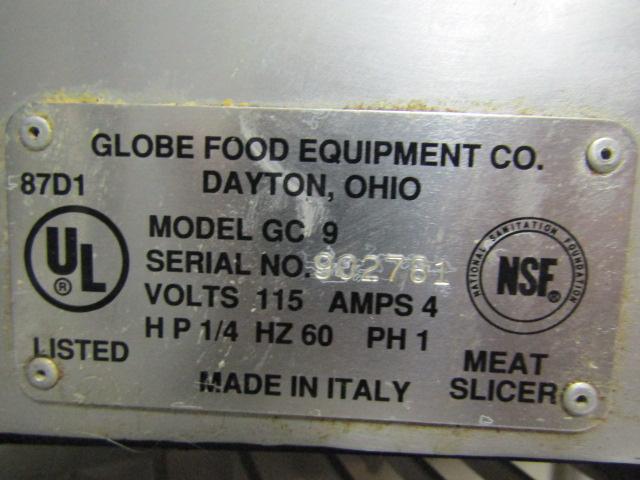 GLOBE FOOD EQUIPMENT CO.
DAYTON, OHIO
87D1
UL ®
LISTED
MODEL GC 9
SERIAL NO. 902761
VOLTS 115 AMPS 4
H P 1/4 HZ 60 PH 1
MADE IN ITALY
NATIONAL SANITATION FOUNDATION
NSF®
MEAT
SLICER